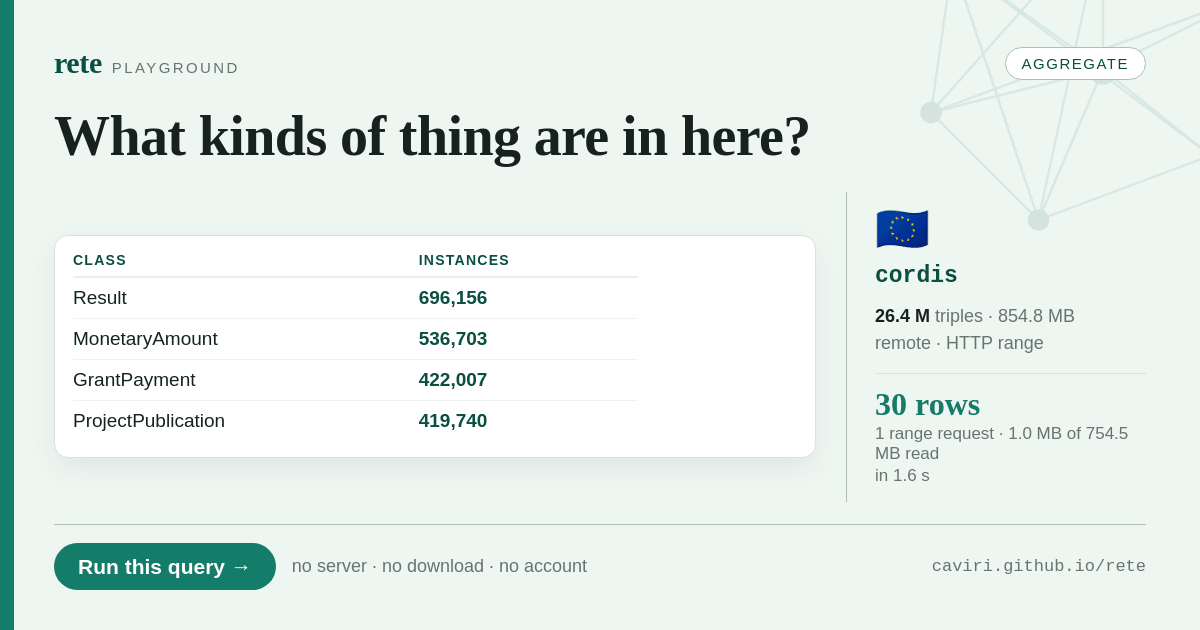 rete PLAYGROUND
AGGREGATE
What kinds of thing are in here?
CLASS INSTANCES
Result 696,156
MonetaryAmount 536,703
GrantPayment 422,007
ProjectPublication 419,740
cordis
26.4 M triples · 854.8 MB
remote · HTTP range
30 rows
1 range request · 1.0 MB of 754.5
MB read
in 1.6 s
Run this query →
no server · no download · no account
caviri.github.io/rete